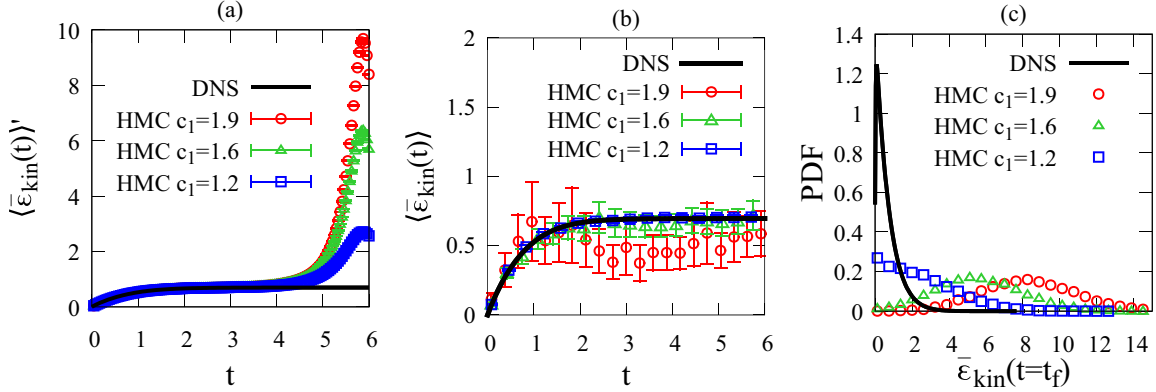 (a)
10
8
6
4
2
0
0 1 2 3 4 5 6
t
⟨ε̄kin(t)⟩'
DNS
HMC c1=1.9
HMC c1=1.6
HMC c1=1.2
(b)
2
1.5
1
0.5
0
0 1 2 3 4 5 6
t
⟨ε̄kin(t)⟩
DNS
HMC c1=1.9
HMC c1=1.6
HMC c1=1.2
(c)
1.4
1.2
1
0.8
0.6
0.4
0.2
0
0 2 4 6 8 10 12 14
ε̄kin(t=tf)
PDF
DNS
HMC c1=1.9
HMC c1=1.6
HMC c1=1.2